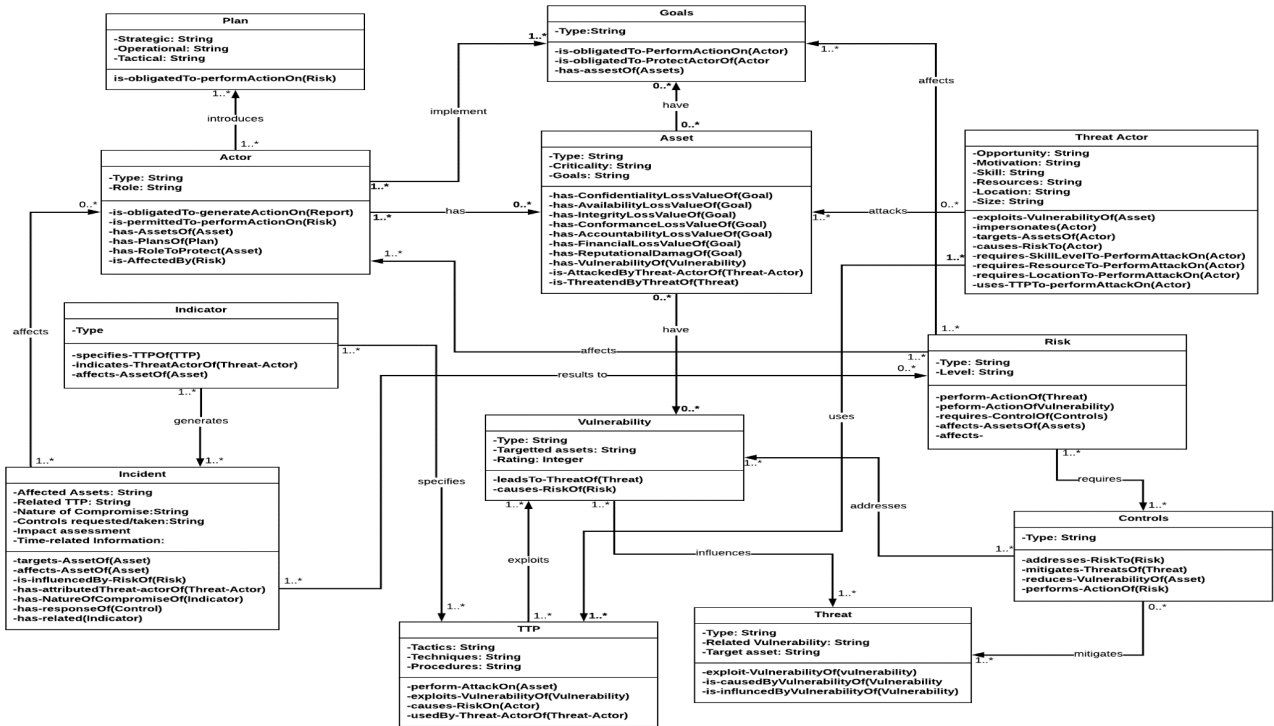 Plan
-Strategic: String
-Operational: String
-Tactical: String
is-obligatedTo-performActionOn(Risk)
1..*
introduces
1..*
Goals
-Type:String
-is-obligatedTo-PerformActionOn(Actor)
-is-obligatedTo-ProtectActorOf(Actor
-has-assestOf(Assets)
1..*
implement
1..*
1..*
affects
1..*
0..*
have
0..*
Actor
-Type: String
-Role: String
-is-obligatedTo-generateActionOn(Report)
-is-permittedTo-performActionOn(Risk)
-has-AssetsOf(Asset)
-has-PlansOf(Plan)
-has-RoleToProtect(Asset)
-is-AffectedBy(Risk)
1..*
has
0..*
Asset
-Type: String
-Criticality: String
-Goals: String
-has-ConfidentialityLossValueOf(Goal)
-has-AvailabilityLossValueOf(Goal)
-has-IntegrityLossValueOf(Goal)
-has-ConformanceLossValueOf(Goal)
-has-AccountabilityLossValueOf(Goal)
-has-FinancialLossValueOf(Goal)
-has-ReputationalDamagOf(Goal)
-has-VulnerabilityOf(Vulnerability)
-is-AttackedByThreat-ActorOf(Threat-Actor)
-is-ThreatendByThreatOf(Threat)
1..*
attacks
0..*
Threat Actor
-Opportunity: String
-Motivation: String
-Skill: String
-Resources: String
-Location: String
-Size: String
-exploits-VulnerabilityOf(Asset)
-impersonates(Actor)
-targets-AssetsOf(Actor)
-causes-RiskTo(Actor)
-requires-SkillLevelTo-PerformAttackOn(Actor)
-requires-ResourceTo-PerformAttackOn(Actor)
-requires-LocationTo-PerformAttackOn(Actor)
-uses-TTPTo-performAttackOn(Actor)
1..*
uses
1..*
0..*
affects
1..*
Indicator
-Type
-specifies-TTPOf(TTP)
-indicates-ThreatActorOf(Threat-Actor)
-affects-AssetOf(Asset)
1..*
generates
1..*
1..*
specifies
1..*
0..*
have
0..*
1..*
affects
1..*
1..*
results to
0..*
Risk
-Type: String
-Level: String
-perform-ActionOf(Threat)
-peform-ActionOfVulnerability)
-requires-ControlOf(Controls)
-affects-AssetsOf(Assets)
-affects-
1..*
requires
1..*
Vulnerability
-Type: String
-Targetted assets: String
-Rating: Integer
-leadsTo-ThreatOf(Threat)
-causes-RiskOf(Risk)
1..*
addresses
1..*
1..*
exploits
1..*
1..*
influences
1..*
Incident
-Affected Assets: String
-Related TTP: String
-Nature of Compromise:String
-Controls requested/taken:String
-Impact assessment
-Time-related Information:
-targets-AssetOf(Asset)
-affects-AssetOf(Asset)
-is-influencedBy-RiskOf(Risk)
-has-attributedThreat-actorOf(Threat-Actor)
-has-NatureOfCompromiseOf(Indicator)
-has-responseOf(Control)
-has-related(Indicator)
Controls
-Type: String
-addresses-RiskTo(Risk)
-mitigates-ThreatsOf(Threat)
-reduces-VulnerabilityOf(Asset)
-performs-ActionOf(Risk)
0..*
mitigates
1..*
TTP
-Tactics: String
-Techniques: String
-Procedures: String
-perform-AttackOn(Asset)
-exploits-VulnerabilityOf(Vulnerability)
-causes-RiskOn(Actor)
-usedBy-Threat-ActorOf(Threat-Actor)
Threat
-Type: String
-Related Vulnerability: String
-Target asset: String
-exploit-VulnerabilityOf(vulnerability)
-is-causedByVulnerabilityOf(Vulnerability
-is-influncedByVulnerabilityOf(Vulnerability)